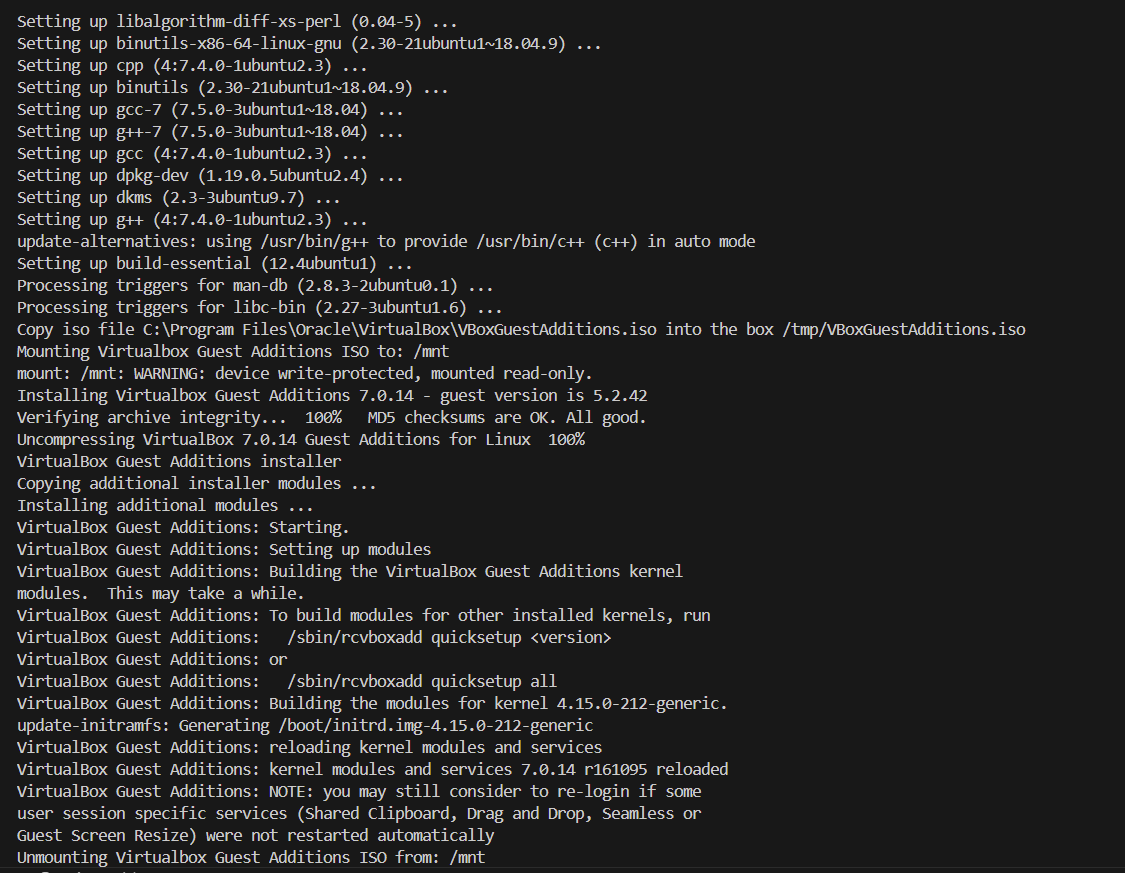 Setting up libalgorithm-diff-xs-perl (0.04-5) ...
Setting up binutils-x86-64-linux-gnu (2.30-21ubuntu1~18.04.9) ...
Setting up cpp (4:7.4.0-1ubuntu2.3) ...
Setting up binutils (2.30-21ubuntu1~18.04.9) ...
Setting up gcc-7 (7.5.0-3ubuntu1~18.04) ...
Setting up g++-7 (7.5.0-3ubuntu1~18.04) ...
Setting up gcc (4:7.4.0-1ubuntu2.3) ...
Setting up dpkg-dev (1.19.0.5ubuntu2.4) ...
Setting up dkms (2.3-3ubuntu9.7) ...
Setting up g++ (4:7.4.0-1ubuntu2.3) ...
update-alternatives: using /usr/bin/g++ to provide /usr/bin/c++ (c++) in auto mode
Setting up build-essential (12.4ubuntu1) ...
Processing triggers for man-db (2.8.3-2ubuntu0.1) ...
Processing triggers for libc-bin (2.27-3ubuntu1.6) ...
Copy iso file C:\Program Files\Oracle\VirtualBox\VBoxGuestAdditions.iso into the box /tmp/VBoxGuestAdditions.iso
Mounting Virtualbox Guest Additions ISO to: /mnt
mount: /mnt: WARNING: device write-protected, mounted read-only.
Installing Virtualbox Guest Additions 7.0.14 - guest version is 5.2.42
Verifying archive integrity...  100%   MD5 checksums are OK. All good.
Uncompressing VirtualBox 7.0.14 Guest Additions for Linux  100%
VirtualBox Guest Additions installer
Copying additional installer modules ...
Installing additional modules ...
VirtualBox Guest Additions: Starting.
VirtualBox Guest Additions: Setting up modules
VirtualBox Guest Additions: Building the VirtualBox Guest Additions kernel
modules.  This may take a while.
VirtualBox Guest Additions: To build modules for other installed kernels, run
VirtualBox Guest Additions:   /sbin/rcvboxadd quicksetup <version>
VirtualBox Guest Additions: or
VirtualBox Guest Additions:   /sbin/rcvboxadd quicksetup all
VirtualBox Guest Additions: Building the modules for kernel 4.15.0-212-generic.
update-initramfs: Generating /boot/initrd.img-4.15.0-212-generic
VirtualBox Guest Additions: reloading kernel modules and services
VirtualBox Guest Additions: kernel modules and services 7.0.14 r161095 reloaded
VirtualBox Guest Additions: NOTE: you may still consider to re-login if some
user session specific services (Shared Clipboard, Drag and Drop, Seamless or
Guest Screen Resize) were not restarted automatically
Unmounting Virtualbox Guest Additions ISO from: /mnt